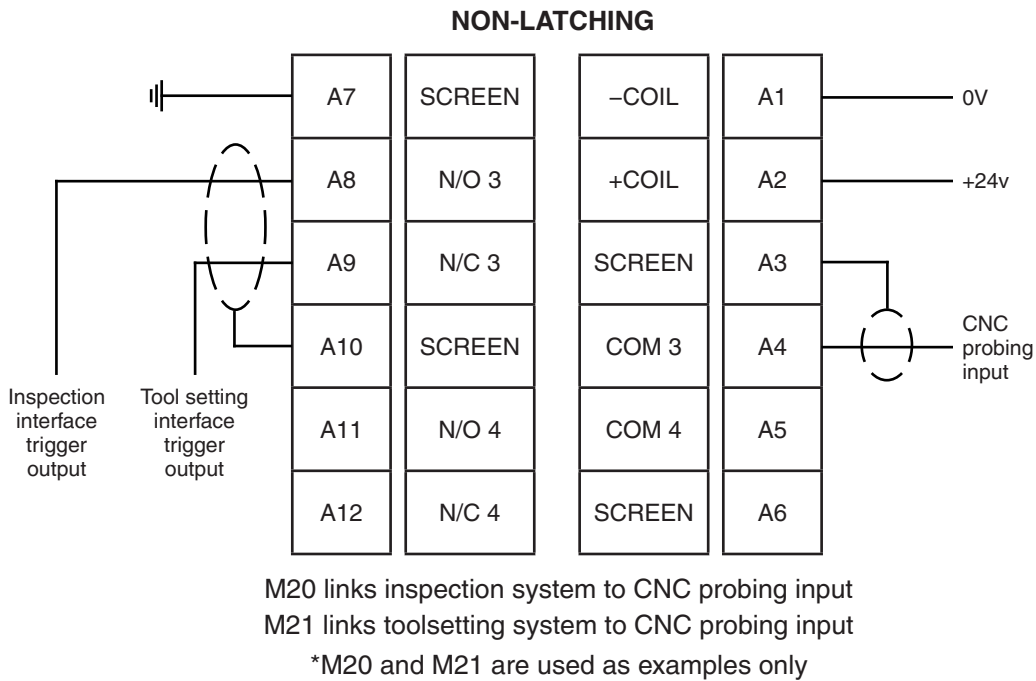 NON-LATCHING
A7 SCREEN –COIL A1 0V
A8 N/O 3 +COIL A2 +24v
A9 N/C 3 SCREEN A3
A10 SCREEN COM 3 A4
CNC
probing
input
A11 N/O 4 COM 4 A5
A12 N/C 4 SCREEN A6
Inspection
interface
trigger
output
Tool setting
interface
trigger
output
M20 links inspection system to CNC probing input
M21 links toolsetting system to CNC probing input
*M20 and M21 are used as examples only